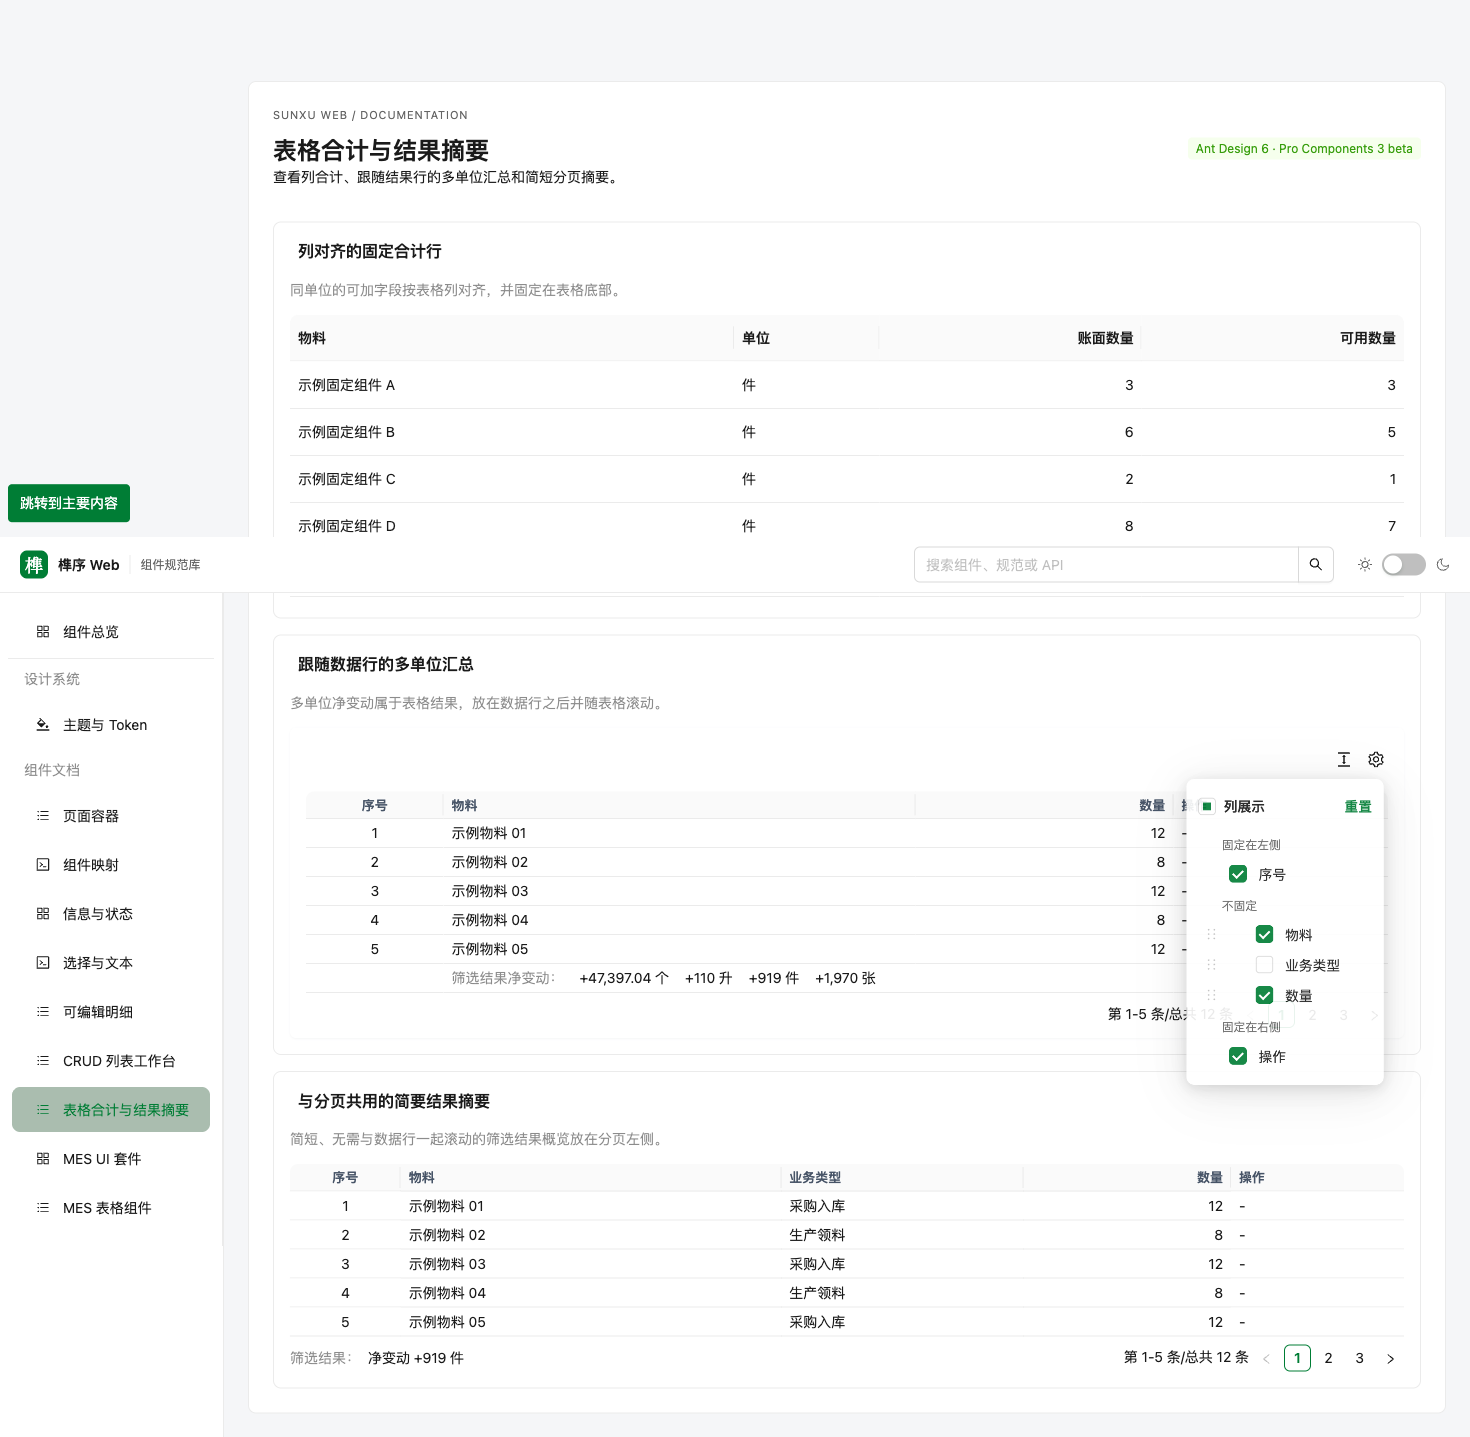 SUNXU WEB / DOCUMENTATION
表格合计与结果摘要
Ant Design 6 · Pro Components 3 beta
查看列合计、跟随结果行的多单位汇总和简短分页摘要。
列对齐的固定合计行
同单位的可加字段按表格列对齐，并固定在表格底部。
物料 单位 账面数量 可用数量
示例固定组件 A 件 3 3
示例固定组件 B 件 6 5
示例固定组件 C 件 2 1
示例固定组件 D 件 8 7
跳转到主要内容
榫 榫序 Web 组件规范库 搜索组件、规范或 API
组件总览
设计系统
主题与 Token
组件文档
页面容器
组件映射
信息与状态
选择与文本
可编辑明细
CRUD 列表工作台
表格合计与结果摘要
MES UI 套件
MES 表格组件
跟随数据行的多单位汇总
多单位净变动属于表格结果，放在数据行之后并随表格滚动。
序号 物料 数量
1 示例物料 01 12 -
2 示例物料 02 8 -
3 示例物料 03 12 -
4 示例物料 04 8 -
5 示例物料 05 12 -
筛选结果净变动： +47,397.04 个 +110 升 +919 件 +1,970 张
第 1-5 条/总共 12 条 1 2 3
列展示 重置
固定在左侧
序号
不固定
物料
业务类型
数量
固定在右侧
操作
与分页共用的简要结果摘要
简短、无需与数据行一起滚动的筛选结果概览放在分页左侧。
序号 物料 业务类型 数量 操作
1 示例物料 01 采购入库 12 -
2 示例物料 02 生产领料 8 -
3 示例物料 03 采购入库 12 -
4 示例物料 04 生产领料 8 -
5 示例物料 05 采购入库 12 -
筛选结果： 净变动 +919 件 第 1-5 条/总共 12 条 1 2 3